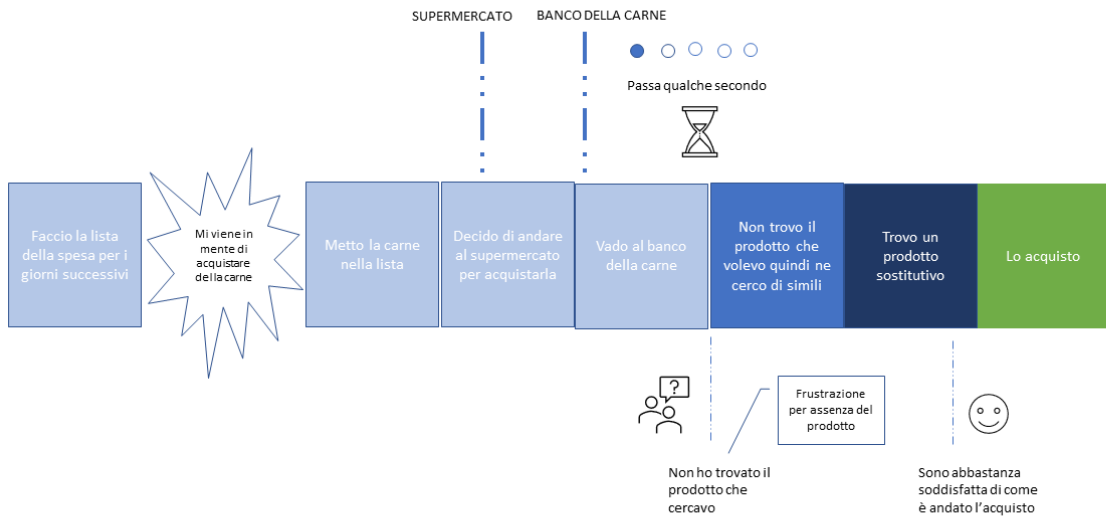 SUPERMERCATO
BANCO DELLA CARNE
Passa qualche secondo
Faccio la lista
della spesa per i
giorni successivi
Mi viene in
mente di
acquistare
della carne
Metto la carne
nella lista
Decido di andare
al supermercato
per acquistarla
Vado al banco
della carne
Non trovo il
prodotto che
volevo quindi ne
cerco di simili
Trovo un
prodotto
sostitutivo
Lo acquisto
?
Frustrazione
per assenza del
prodotto
Non ho trovato il
prodotto che
cercavo
Sono abbastanza
soddisfatta di come
è andato l’acquisto